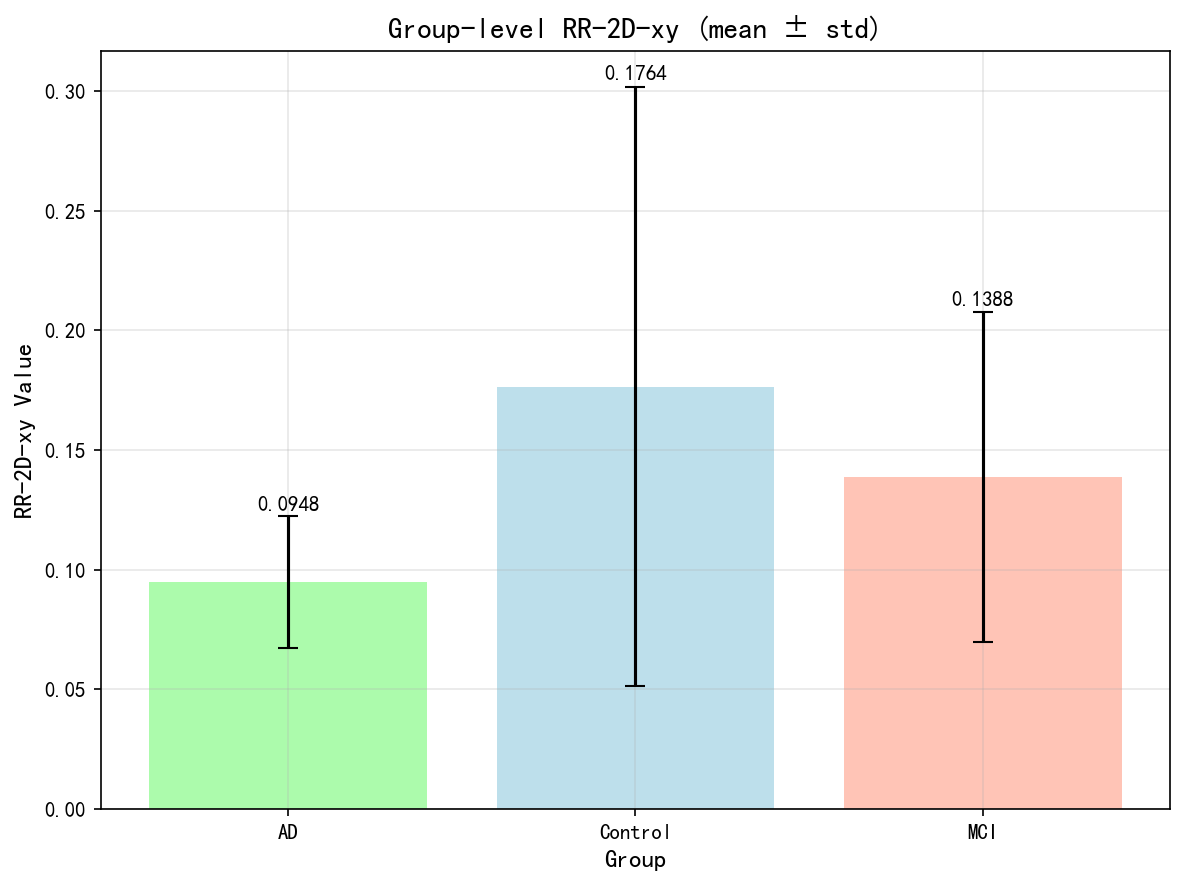 Group-level RR-2D-xy (mean ± std)
RR-2D-xy Value
0.30
0.25
0.20
0.15
0.10
0.05
0.00
0.0948
0.1764
0.1388
AD
Control
MCI
Group